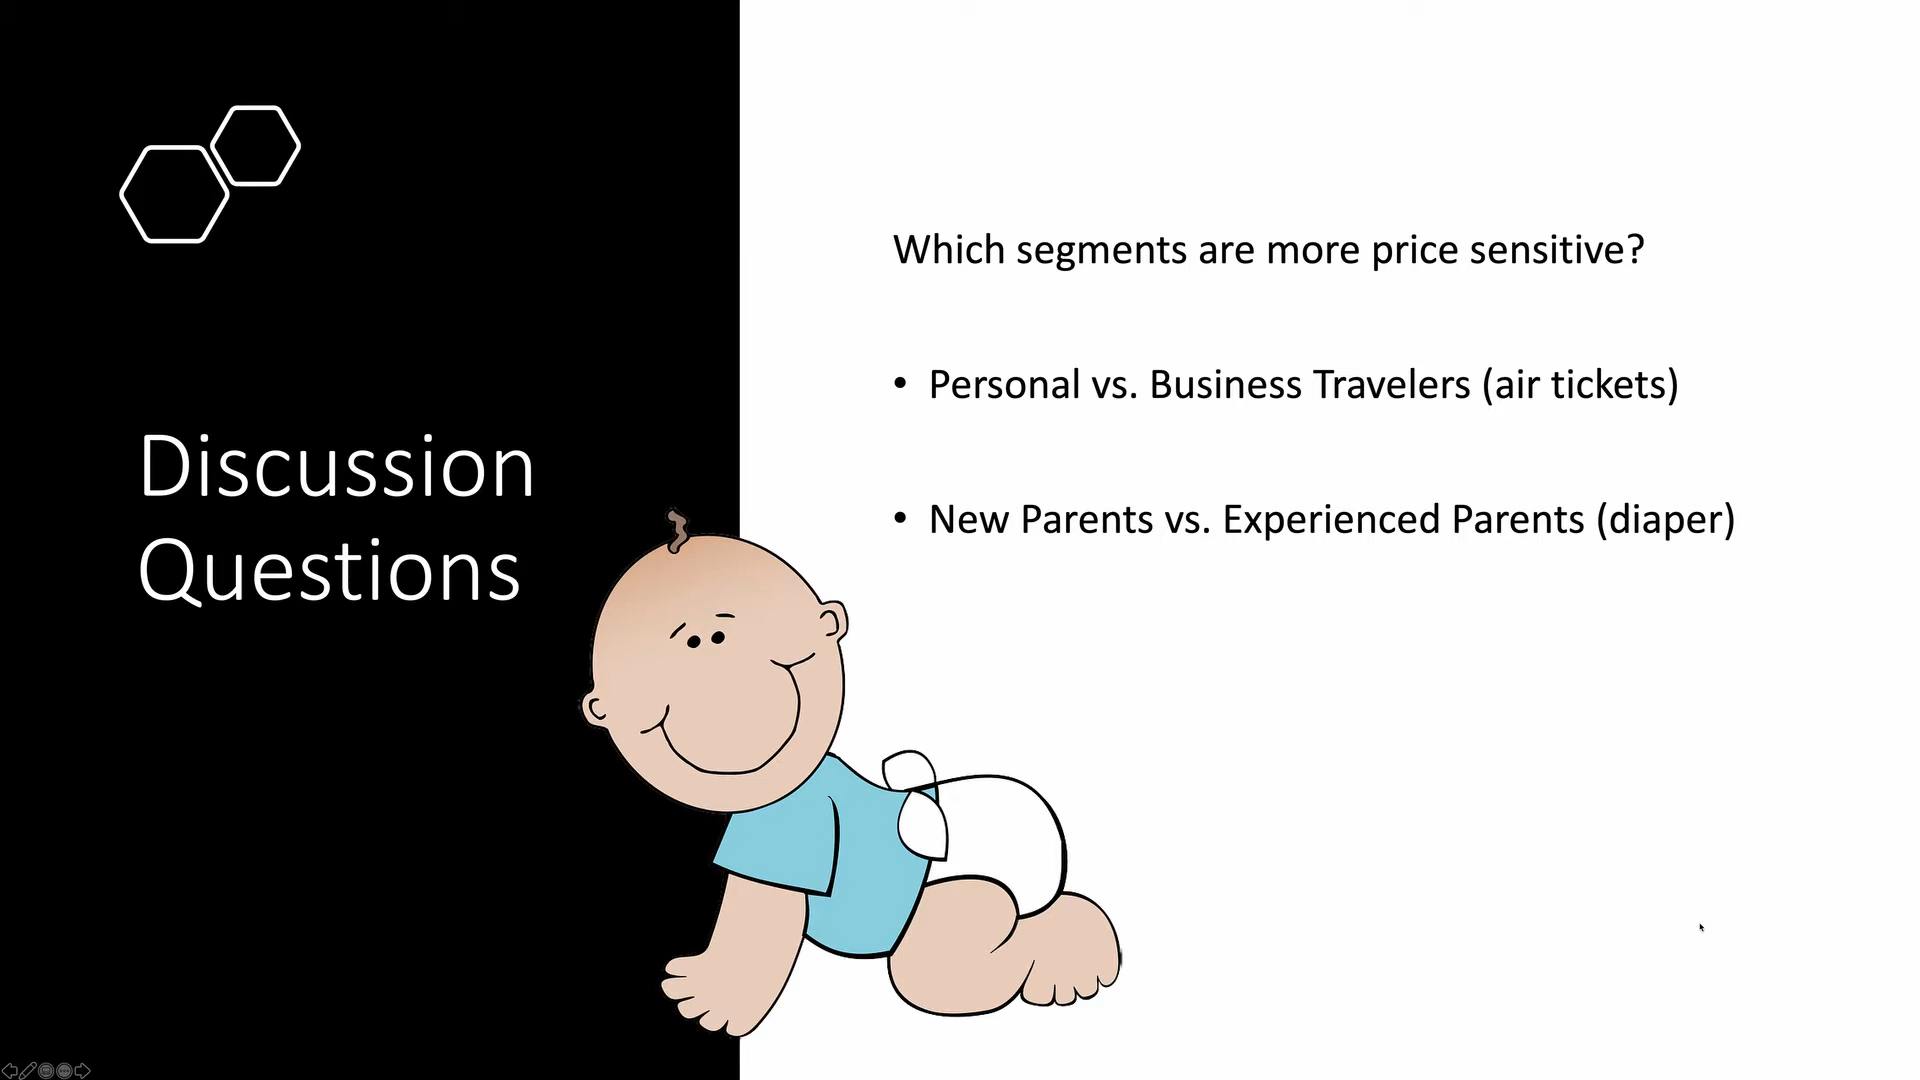 Discussion
Questions
Which segments are more price sensitive?
• Personal vs. Business Travelers (air tickets)
• New Parents vs. Experienced Parents (diaper)